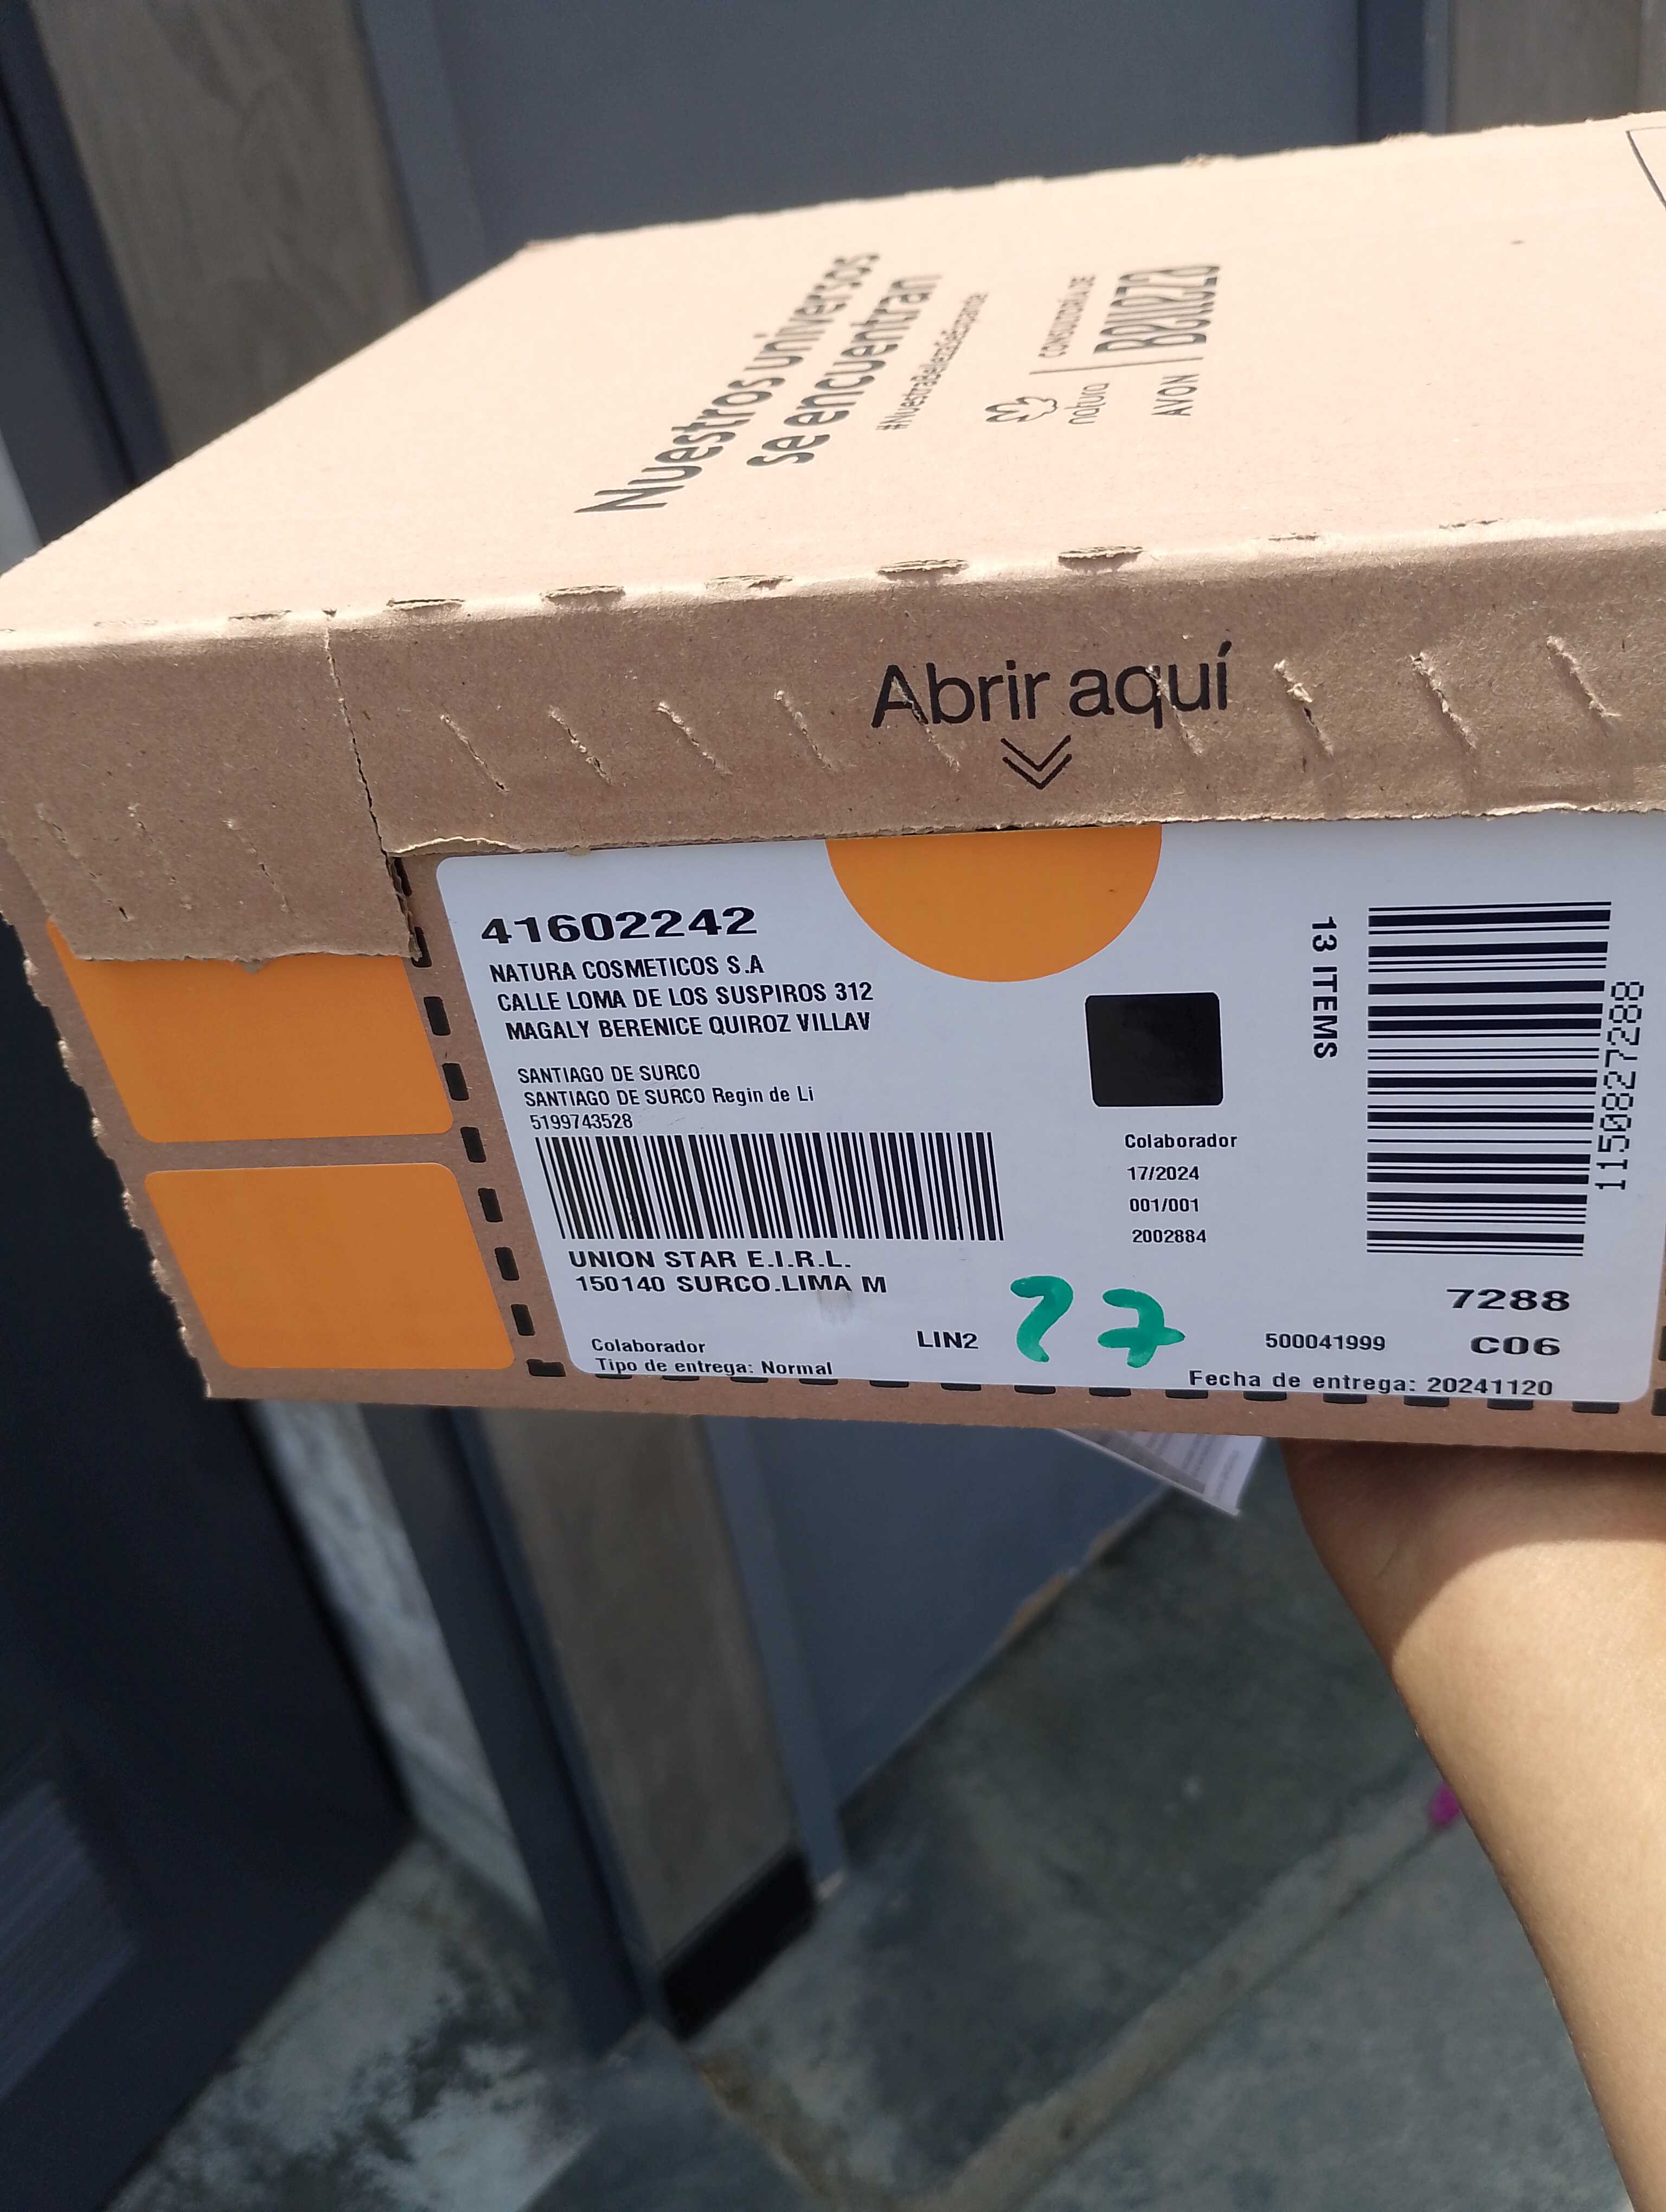 Nuestros universos
se encuentran
#NuestraBellezaSeExpande
natura
AVON
CONSULTORÍA DE
Belleza
Abrir aquí
41602242
NATURA COSMETICOS S.A
CALLE LOMA DE LOS SUSPIROS 312
MAGALY BERENICE QUIROZ VILLAV
SANTIAGO DE SURCO
SANTIAGO DE SURCO Regin de Li
5199743528
UNION STAR E.I.R.L.
150140 SURCO.LIMA M
Colaborador
Tipo de entrega: Normal
LIN2
27
Colaborador
17/2024
001/001
2002884
13 ITEMS
1150827288
7288
500041999
C06
Fecha de entrega: 20241120